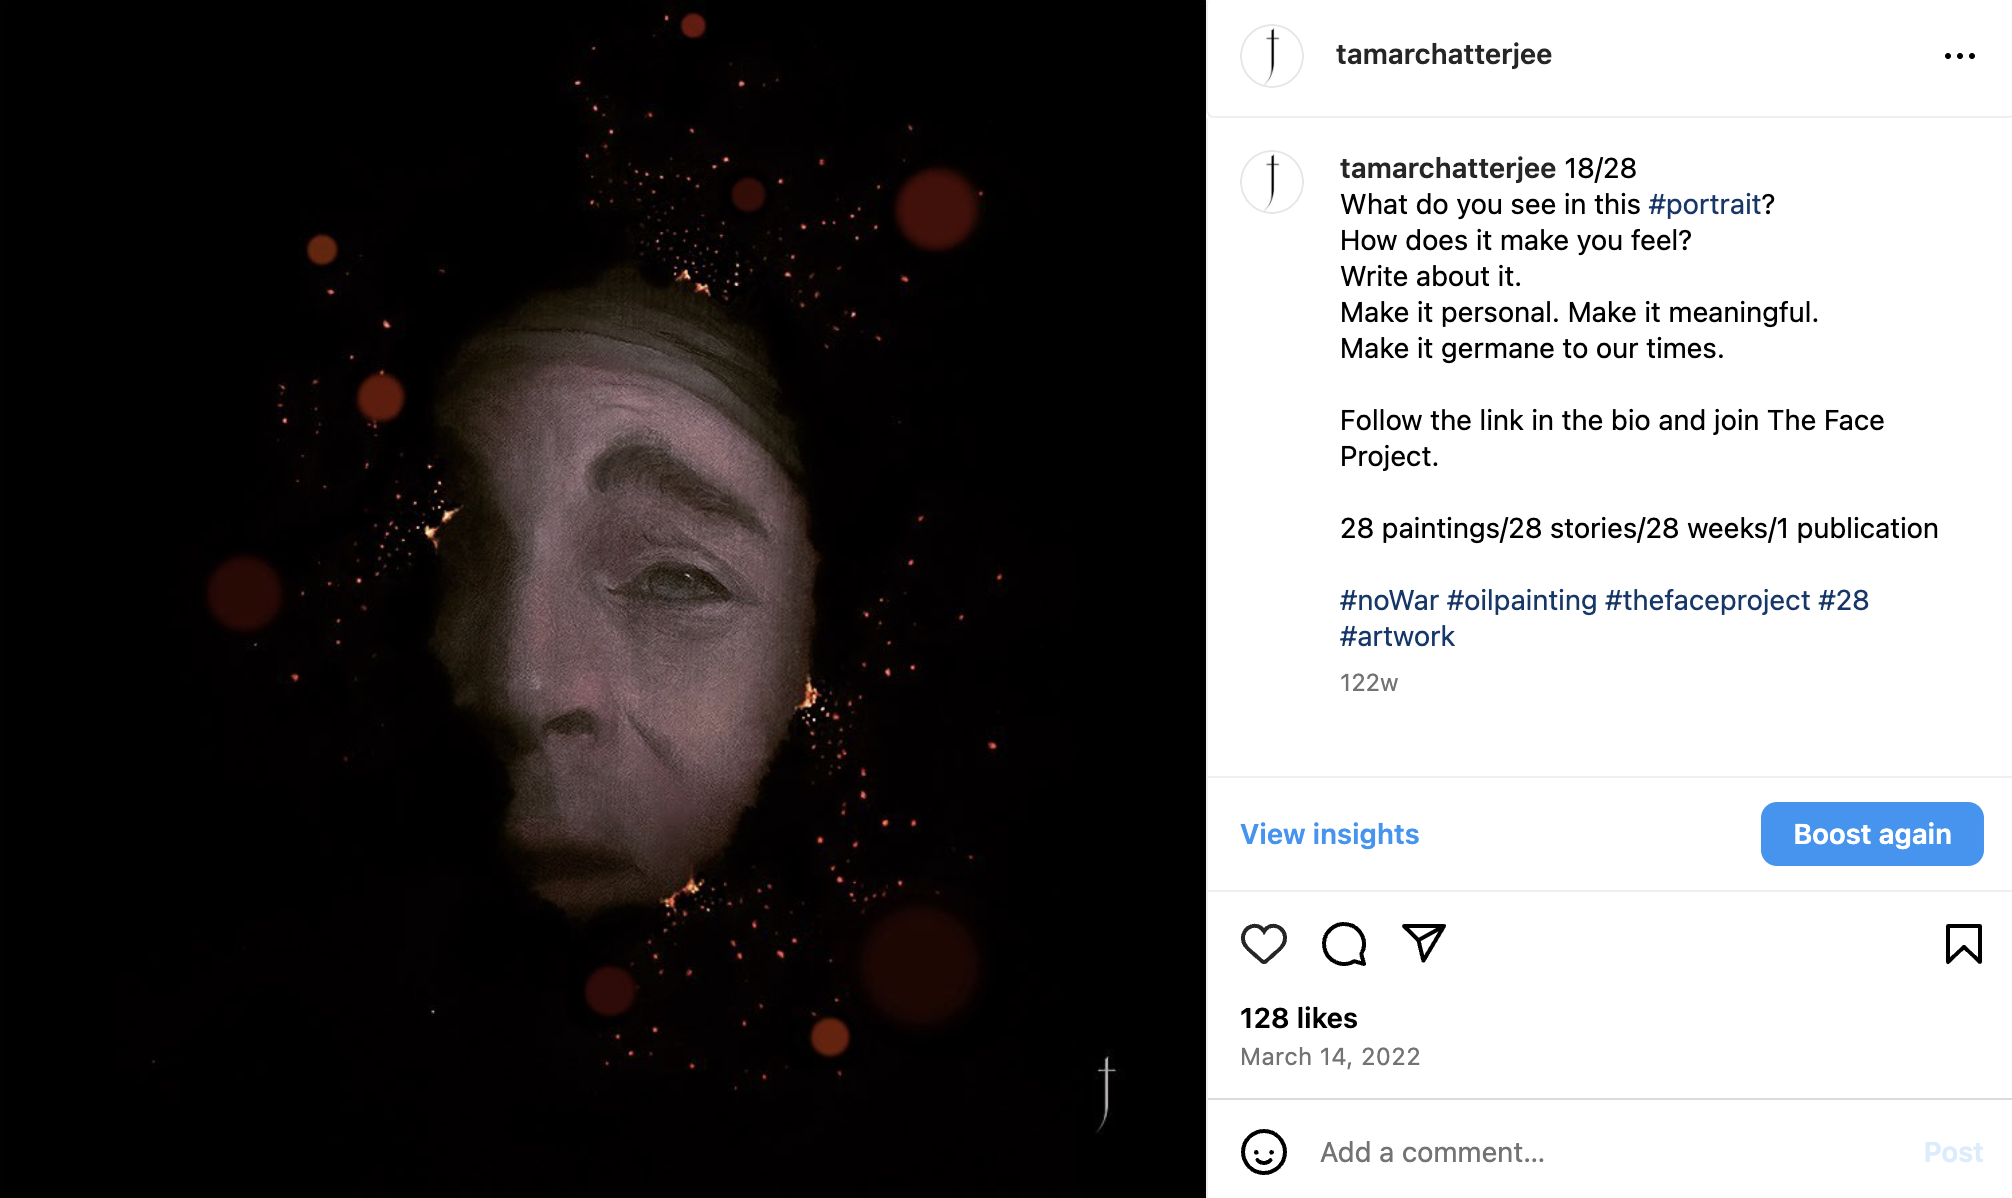 tamarchatterjee
tamarchatterjee 18/28
What do you see in this #portrait?
How does it make you feel?
Write about it.
Make it personal. Make it meaningful.
Make it germane to our times.
Follow the link in the bio and join The Face
Project.
28 paintings/28 stories/28 weeks/1 publication
#noWar #oilpainting #thefaceproject #28
#artwork
122w
View insights
Boost again
128 likes
March 14, 2022
Add a comment...
Post